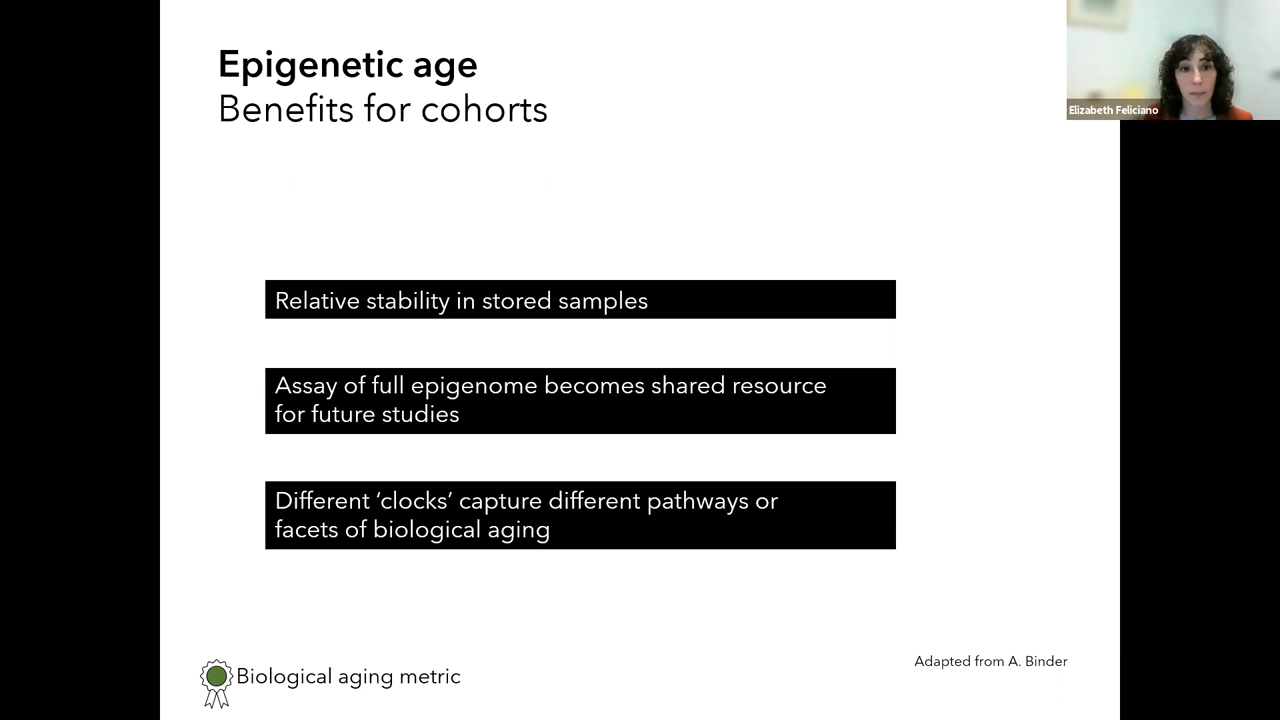 Epigenetic age
Benefits for cohorts
Elizabeth Feliciano
Relative stability in stored samples
Assay of full epigenome becomes shared resource
for future studies
Different ‘clocks’ capture different pathways or
facets of biological aging
Adapted from A. Binder
Biological aging metric